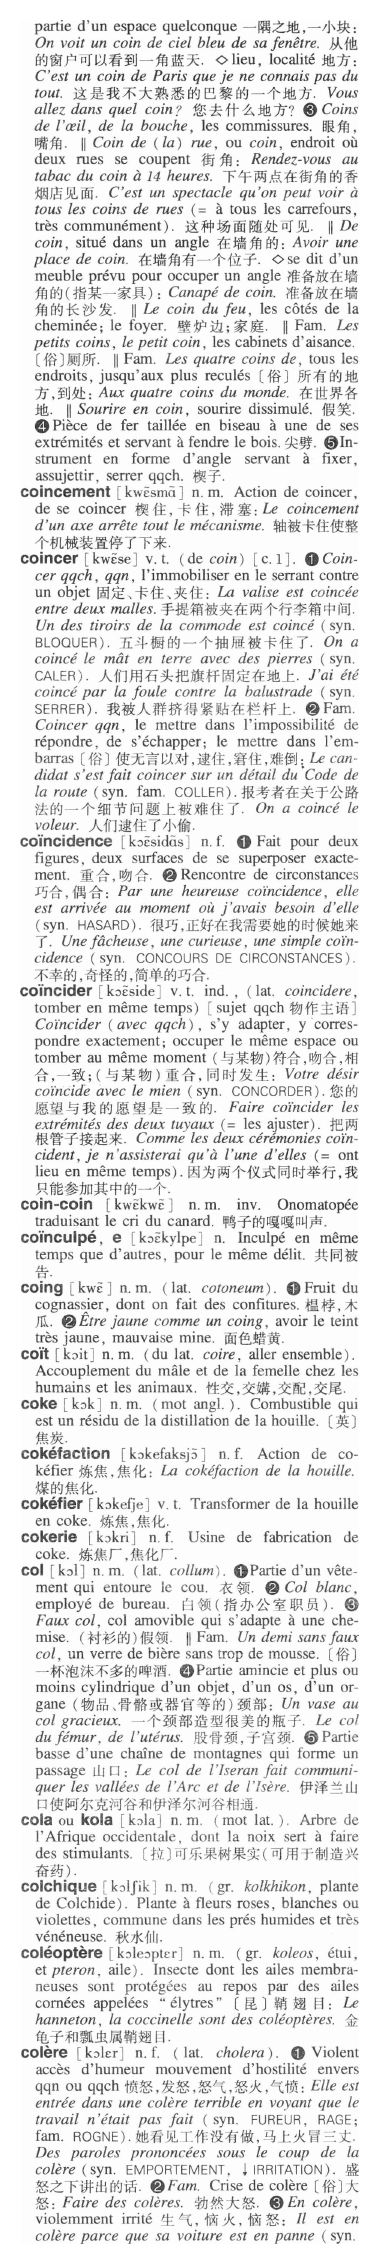 partie d'un espace quelconque 一隅之地,一小块:
On voit un coin de ciel bleu de sa fenêtre. 从他
的窗户可以看到一角蓝天. ◇lieu, localité 地方:
C'est un coin de Paris que je ne connais pas du
tout. 这是我不大熟悉的巴黎的一个地方. Vous
allez dans quel coin? 您去什么地方? ❸ Coins
de l'œil, de la bouche, les commissures. 眼角,
嘴角. ‖ Coin de (la) rue, ou coin, endroit où
deux rues se coupent 街角: Rendez-vous au
tabac du coin à 14 heures. 下午两点在街角的香
烟店见面. C'est un spectacle qu'on peut voir à
tous les coins de rues (= à tous les carrefours,
très communément). 这种场面随处可见. ‖ De
coin, situé dans un angle 在墙角的: Avoir une
place de coin. 在墙角有一个位子. ◇se dit d'un
meuble prévu pour occuper un angle 准备放在墙
角的(指某一家具): Canapé de coin. 准备放在墙
角的长沙发. ‖ Le coin du feu, les côtés de la
cheminée; le foyer. 壁炉边;家庭. ‖ Fam. Les
petits coins, le petit coin, les cabinets d'aisance.
〔俗〕厕所. ‖ Fam. Les quatre coins de, tous les
endroits, jusqu'aux plus reculés 〔俗〕 所有的地
方,到处: Aux quatre coins du monde. 在世界各
地. ‖ Sourire en coin, sourire dissimulé. 假笑.
❹ Pièce de fer taillée en biseau à une de ses
extrémités et servant à fendre le bois. 尖劈. ❺In-
strument en forme d'angle servant à fixer,
assujettir, serrer qqch. 楔子.
coincement [kwɛ̃smɑ̃] n. m. Action de coincer,
de se coincer 楔住,卡住,滞塞: Le coincement
d'un axe arrête tout le mécanisme. 轴被卡住使整
个机械装置停了下来.
coincer [kwɛ̃se] v. t. (de coin) [c. 1]. ❶ Coin-
cer qqch, qqn, l'immobiliser en le serrant contre
un objet 固定、卡住、夹住: La valise est coincée
entre deux malles. 手提箱被夹在两个行李箱中间.
Un des tiroirs de la commode est coincé (syn.
BLOQUER). 五斗橱的一个抽屉被卡住了. On a
coincé le mât en terre avec des pierres (syn.
CALER). 人们用石头把旗杆固定在地上. J'ai été
coincé par la foule contre la balustrade (syn.
SERRER). 我被人群挤得紧贴在栏杆上. ❷ Fam.
Coincer qqn, le mettre dans l'impossibilité de
répondre, de s'échapper; le mettre dans l'em-
barras 〔俗〕使无言以对,逮住,窘住,难倒: Le can-
didat s'est fait coincer sur un détail du Code de
la route (syn. fam. COLLER). 报考者在关于公路
法的一个细节问题上被难住了. On a coincé le
voleur. 人们逮住了小偷.
coïncidence [kɔɛ̃sidɑ̃s] n. f. ❶ Fait pour deux
figures, deux surfaces de se superposer exacte-
ment. 重合,吻合. ❷ Rencontre de circonstances
巧合,偶合: Par une heureuse coïncidence, elle
est arrivée au moment où j'avais besoin d'elle
(syn. HASARD). 很巧,正好在我需要她的时候她来
了. Une fâcheuse, une curieuse, une simple coïn-
cidence (syn. CONCOURS DE CIRCONSTANCES).
不幸的,奇怪的,简单的巧合.
coïncider [kɔɛ̃side] v. t. ind., (lat. coincidere,
tomber en même temps) [sujet qqch 物作主语]
Coïncider (avec qqch), s'y adapter, y corres-
pondre exactement; occuper le même espace ou
tomber au même moment (与某物)符合,吻合,相
合,一致;(与某物)重合,同时发生: Votre désir
coïncide avec le mien (syn. CONCORDER). 您的
愿望与我的愿望是一致的. Faire coïncider les
extrémités des deux tuyaux (= les ajuster). 把两
根管子接起来. Comme les deux cérémonies coïn-
cident, je n'assisterai qu'à l'une d'elles (= ont
lieu en même temps). 因为两个仪式同时举行,我
只能参加其中的一个.
coin-coin [kwɛ̃kwɛ̃] n. m. inv. Onomatopée
traduisant le cri du canard. 鸭子的嘎嘎叫声.
coïnculpé, e [kɔɛ̃kylpe] n. Inculpé en même
temps que d'autres, pour le même délit. 共同被
告.
coing [kwɛ̃] n. m. (lat. cotoneum). ❶ Fruit du
cognassier, dont on fait des confitures. 榅桲,木
瓜. ❷ Être jaune comme un coing, avoir le teint
très jaune, mauvaise mine. 面色蜡黄.
coït [kɔit] n. m. (du lat. coire, aller ensemble).
Accouplement du mâle et de la femelle chez les
humains et les animaux. 性交,交媾,交配,交尾.
coke [kɔk] n. m. (mot angl.). Combustible qui
est un résidu de la distillation de la houille. 〔英〕
焦炭.
cokéfaction [kɔkefaksjɔ̃] n. f. Action de co-
kéfier 炼焦,焦化: La cokéfaction de la houille.
煤的焦化.
cokéfier [kɔkefje] v. t. Transformer de la houille
en coke. 炼焦,焦化.
cokerie [kɔkri] n. f. Usine de fabrication de
coke. 炼焦厂,焦化厂.
col [kɔl] n. m. (lat. collum). ❶Partie d'un vête-
ment qui entoure le cou. 衣领. ❷ Col blanc,
employé de bureau. 白领(指办公室职员). ❸
Faux col, col amovible qui s'adapte à une che-
mise. (衬衫的)假领. ‖ Fam. Un demi sans faux
col, un verre de bière sans trop de mousse. 〔俗〕
一杯泡沫不多的啤酒. ❹Partie amincie et plus ou
moins cylindrique d'un objet, d'un os, d'un or-
gane (物品、骨骼或器官等的)颈部: Un vase au
col gracieux. 一个颈部造型很美的瓶子. Le col
du fémur, de l'utérus. 股骨颈,子宫颈. ❺Partie
basse d'une chaîne de montagnes qui forme un
passage 山口: Le col de l'Iseran fait communi-
quer les vallées de l'Arc et de l'Isère. 伊泽兰山
口使阿尔克河谷和伊泽尔河谷相通.
cola ou kola [kɔla] n. m. (mot lat.). Arbre de
l'Afrique occidentale, dont la noix sert à faire
des stimulants. 〔拉〕可乐果树果实(可用于制造兴
奋药).
colchique [kɔlʃik] n. m. (gr. kolkhikon, plante
de Colchide). Plante à fleurs roses, blanches ou
violettes, commune dans les prés humides et très
vénéneuse. 秋水仙.
coléoptère [kɔleɔptɛr] n. m. (gr. koleos, étui,
et pteron, aile). Insecte dont les ailes membra-
neuses sont protégées au repos par des ailes
cornées appelées “élytres” 〔昆〕鞘翅目: Le
hanneton, la coccinelle sont des coléoptères. 金
龟子和瓢虫属鞘翅目.
colère [kɔlɛr] n. f. (lat. cholera). ❶ Violent
accès d'humeur mouvement d'hostilité envers
qqn ou qqch 愤怒,发怒,怒气,怒火,气愤: Elle est
entrée dans une colère terrible en voyant que le
travail n'était pas fait (syn. FUREUR, RAGE;
fam. ROGNE). 她看见工作没有做,马上火冒三丈.
Des paroles prononcées sous le coup de la
colère (syn. EMPORTEMENT, ↓IRRITATION). 盛
怒之下讲出的话. ❷Fam. Crise de colère 〔俗〕大
怒: Faire des colères. 勃然大怒. ❸ En colère,
violemment irrité 生气,恼火,恼怒: Il est en
colère parce que sa voiture est en panne (syn.